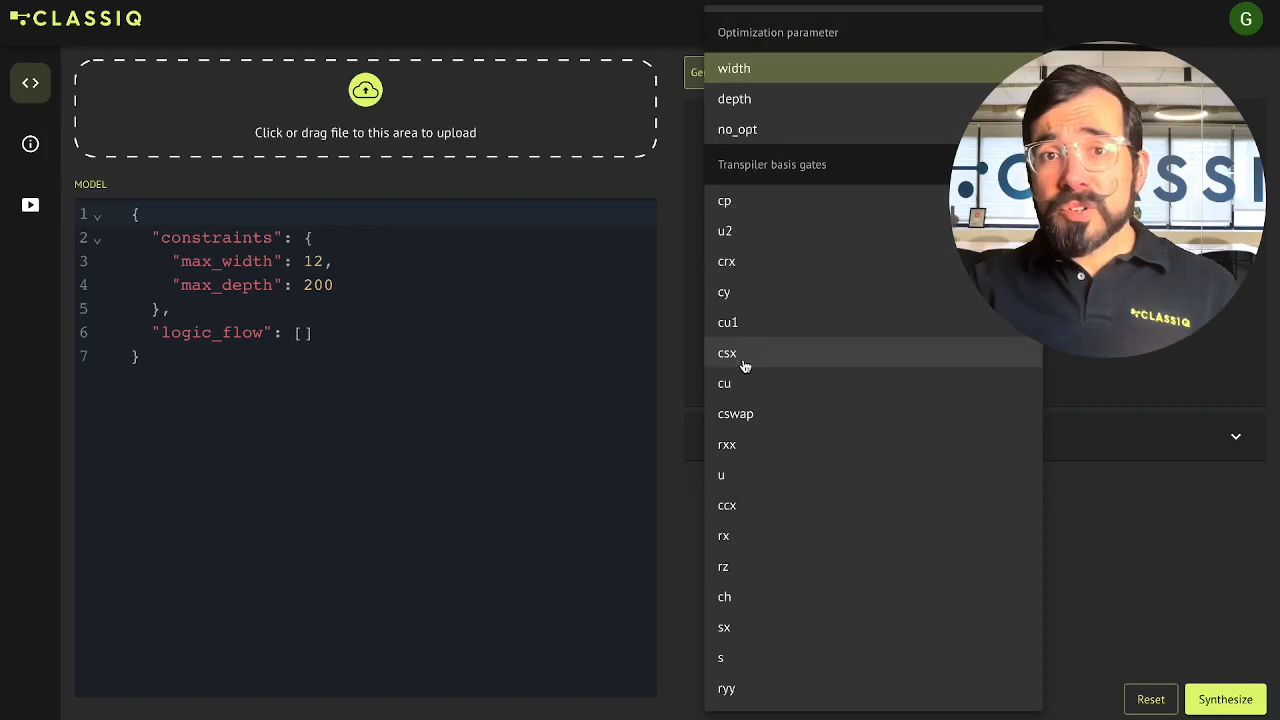 CLASSIQ
G
Click or drag file to this area to upload
MODEL
1 {
2 "constraints": {
3 "max_width": 12,
4 "max_depth": 200
5 },
6 "logic_flow": []
7 }
Optimization parameter
width
depth
no_opt
Transpiler basis gates
cp
u2
crx
cy
cu1
csx
cu
cswap
rxx
u
ccx
rx
rz
ch
sx
s
ryy
CLASSI
CLASSIQ
Reset
Synthesize